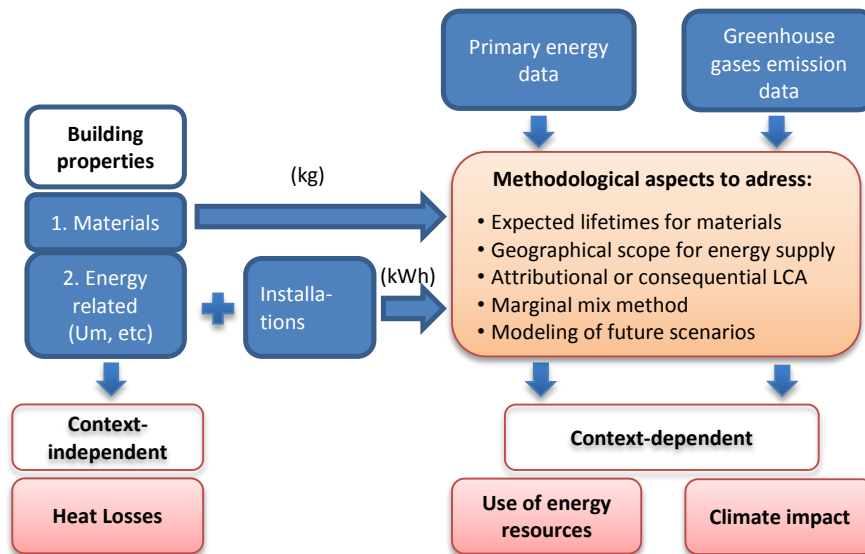 Primary energy
data
Greenhouse
gases emission
data
Building
properties
(kg)
1. Materials
2. Energy
related
(Um, etc)
Installa-
tions
(kWh)
Methodological aspects to adress:
• Expected lifetimes for materials
• Geographical scope for energy supply
• Attributional or consequential LCA
• Marginal mix method
• Modeling of future scenarios
Context-
independent
Context-dependent
Heat Losses
Use of energy
resources
Climate impact